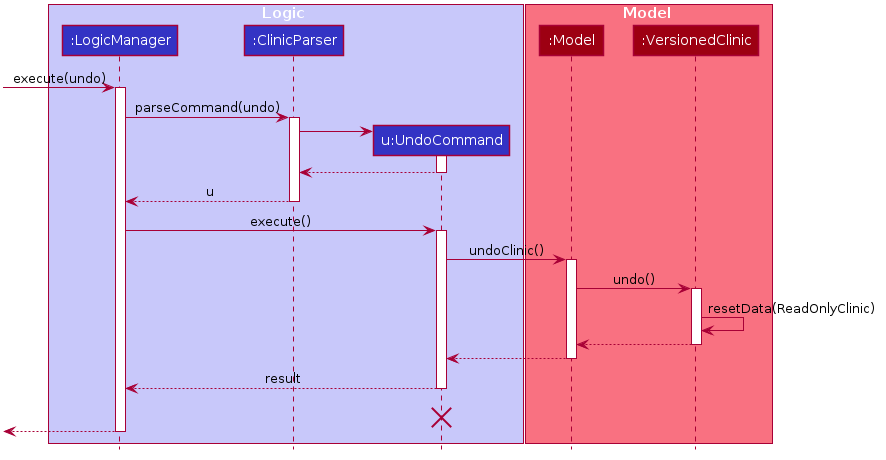 Logic
Model
:LogicManager
:ClinicParser
:Model
:VersionedClinic
execute(undo)
parseCommand(undo)
u:UndoCommand
u
execute()
undoClinic()
undo()
resetData(ReadOnlyClinic)
result